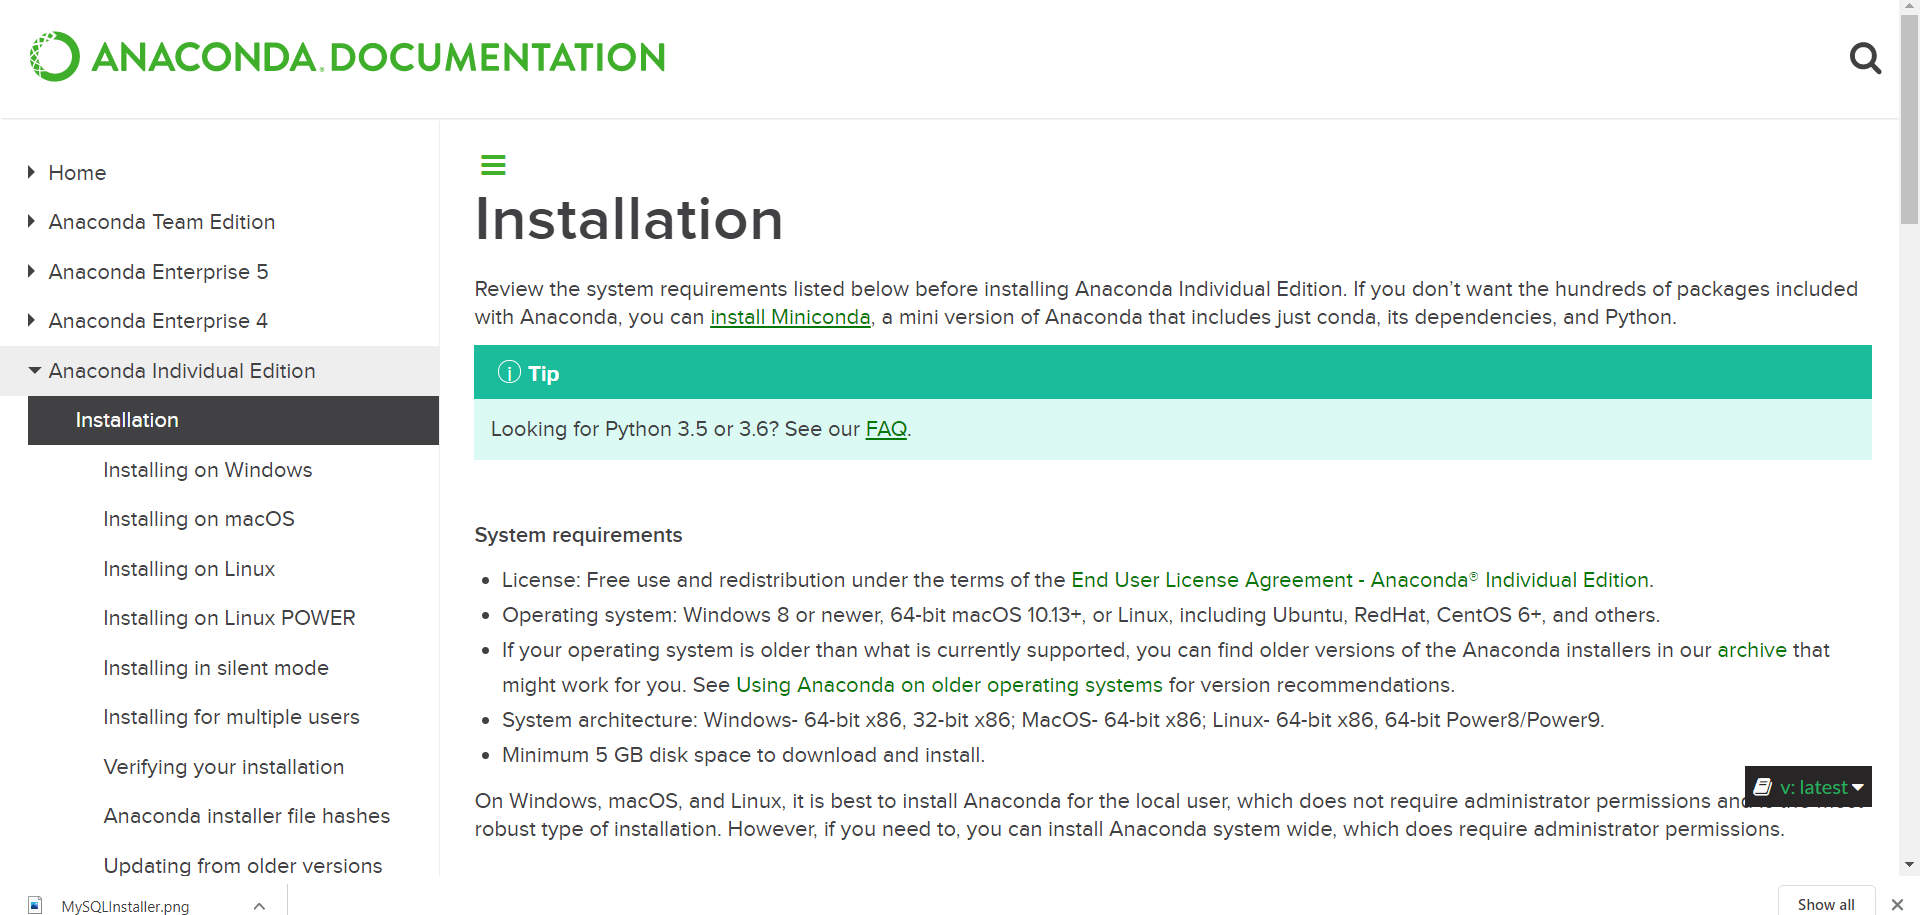 ANACONDA® DOCUMENTATION
Home
Anaconda Team Edition
Anaconda Enterprise 5
Anaconda Enterprise 4
Anaconda Individual Edition
Installation
Installing on Windows
Installing on macOS
Installing on Linux
Installing on Linux POWER
Installing in silent mode
Installing for multiple users
Verifying your installation
Anaconda installer file hashes
Updating from older versions
Installation
Review the system requirements listed below before installing Anaconda Individual Edition. If you don’t want the hundreds of packages included
with Anaconda, you can install Miniconda, a mini version of Anaconda that includes just conda, its dependencies, and Python.
Tip
Looking for Python 3.5 or 3.6? See our FAQ.
System requirements
• License: Free use and redistribution under the terms of the End User License Agreement - Anaconda® Individual Edition.
• Operating system: Windows 8 or newer, 64-bit macOS 10.13+, or Linux, including Ubuntu, RedHat, CentOS 6+, and others.
• If your operating system is older than what is currently supported, you can find older versions of the Anaconda installers in our archive that
might work for you. See Using Anaconda on older operating systems for version recommendations.
• System architecture: Windows- 64-bit x86, 32-bit x86; MacOS- 64-bit x86; Linux- 64-bit x86, 64-bit Power8/Power9.
• Minimum 5 GB disk space to download and install.
v: latest
On Windows, macOS, and Linux, it is best to install Anaconda for the local user, which does not require administrator permissions and
robust type of installation. However, if you need to, you can install Anaconda system wide, which does require administrator permissions.
MySQLInstaller.png
Show all